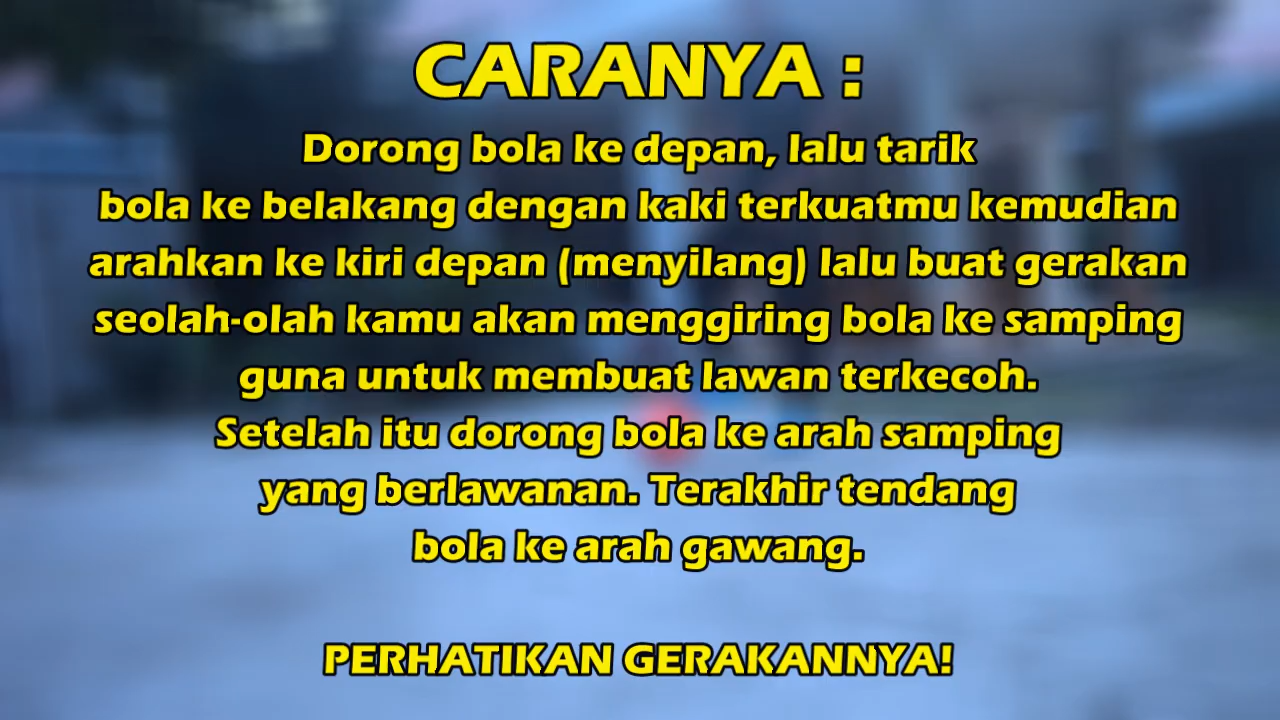 CARANYA :
Dorong bola ke depan, lalu tarik
bola ke belakang dengan kaki terkuatmu kemudian
arahkan ke kiri depan (menyilang) lalu buat gerakan
seolah-olah kamu akan menggiring bola ke samping
guna untuk membuat lawan terkecoh.
Setelah itu dorong bola ke arah samping
yang berlawanan. Terakhir tendang
bola ke arah gawang.
PERHATIKAN GERAKANNYA!